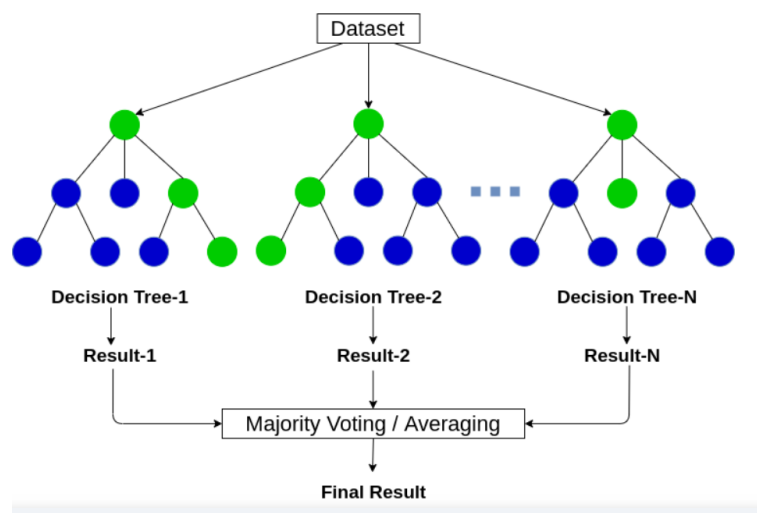 Dataset
Decision Tree-1
Decision Tree-2
Decision Tree-N
Result-1
Result-2
Result-N
Majority Voting / Averaging
Final Result